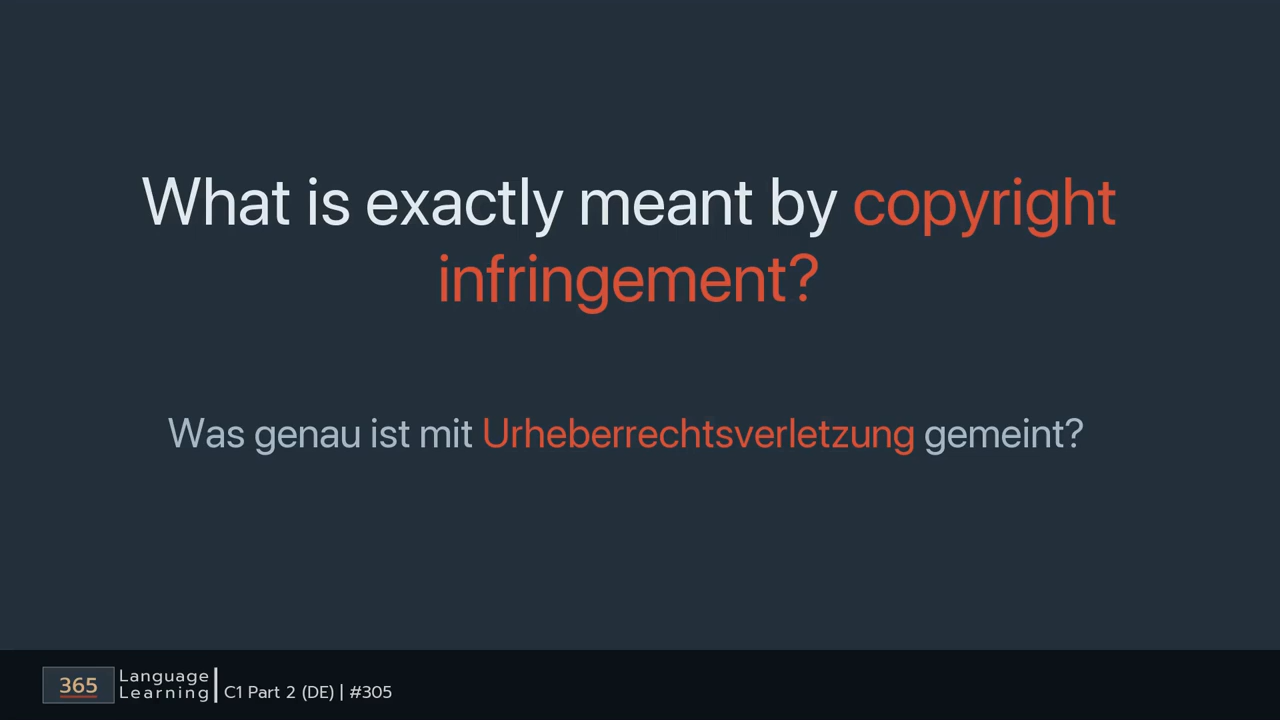 What is exactly meant by copyright
infringement?
Was genau ist mit Urheberrechtsverletzung gemeint?
365 Language
Learning
C1 Part 2 (DE) | #305